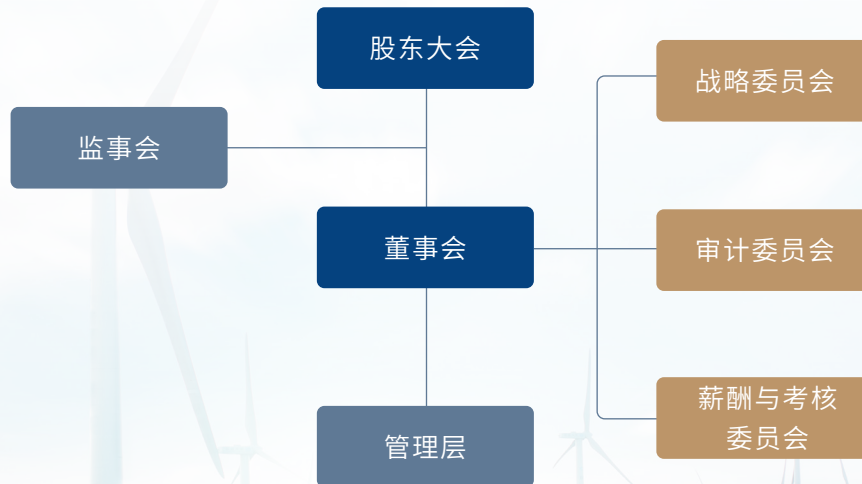 股东大会
监事会
董事会
管理层
战略委员会
审计委员会
薪酬与考核
委员会